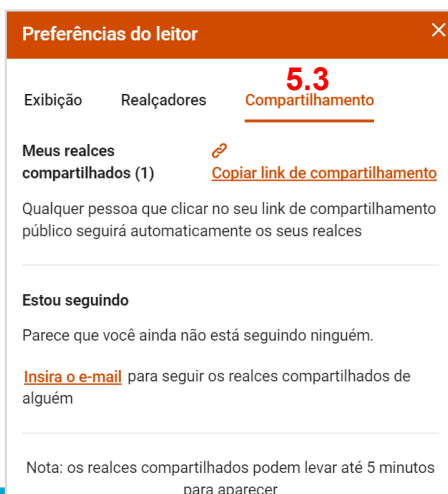 Preferências do leitor
5.3
Exibição Realçadores Compartilhamento
Meus realces
compartilhados (1) Copiar link de compartilhamento
Qualquer pessoa que clicar no seu link de compartilhamento
público seguirá automaticamente os seus realces
Estou seguindo
Parece que você ainda não está seguindo ninguém.
Insira o e-mail para seguir os realces compartilhados de
alguém
Nota: os realces compartilhados podem levar até 5 minutos
para aparecer